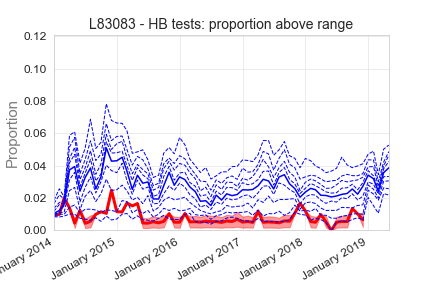 L83083 - HB tests: proportion above range
0.12
0.10
0.08
0.06
0.04
0.02
0.00
Proportion
nuary 2014
January 2015
January 2016
January 2017
January 2018
January 2019